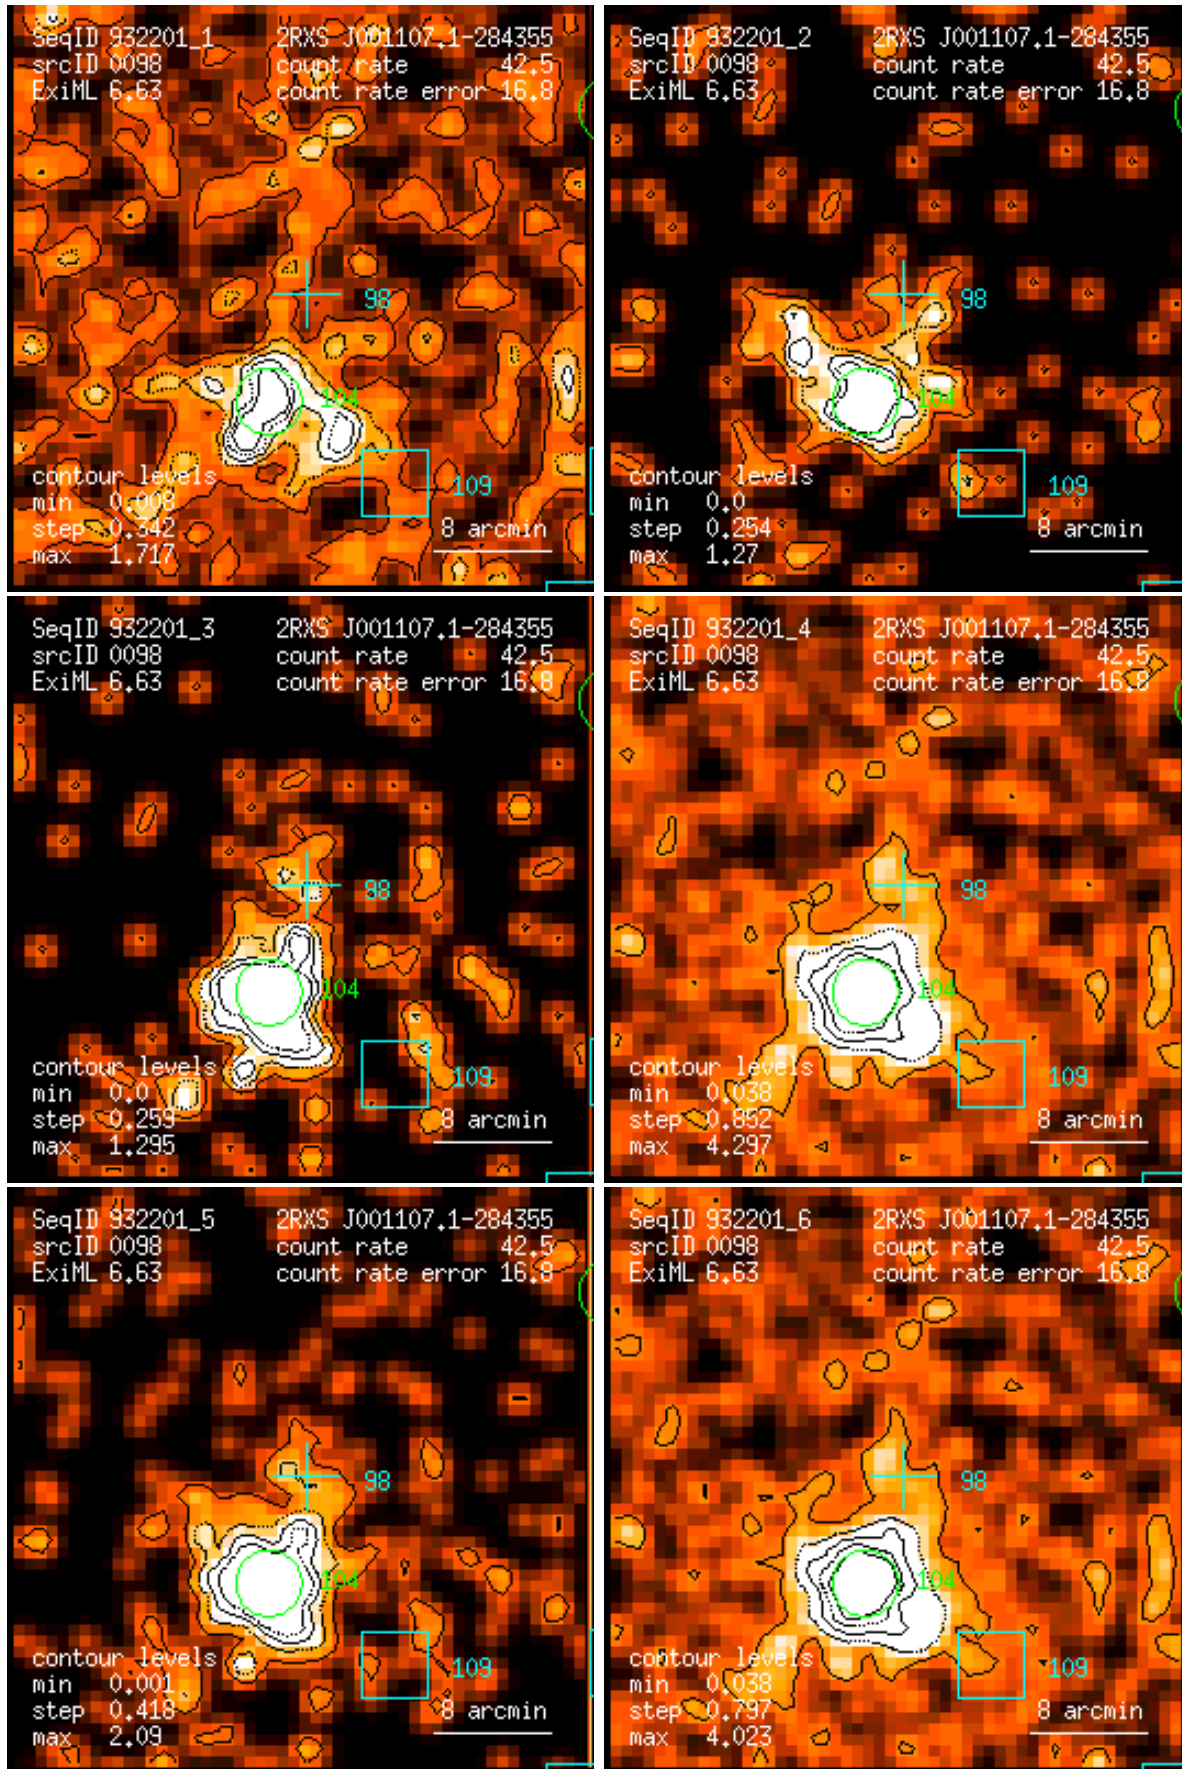 SeqID 932201_1 2RXS J001107.1-284355
srcID 0098 count rate 42.5
ExiML 6.63 count rate error 16.8
98
104
contour levels
min 0.008 109
step 0.342 8 arcmin
max 1.717
SeqID 932201_2 2RXS J001107.1-284355
srcID 0098 count rate 42.5
ExiML 6.63 count rate error 16.8
98
104
contour levels
min 0.0 109
step 0.254 8 arcmin
max 1.27
SeqID 932201_3 2RXS J001107.1-284355
srcID 0098 count rate 42.5
ExiML 6.63 count rate error 16.8
98
104
contour levels
min 0.0 109
step 0.259 8 arcmin
max 1.295
SeqID 932201_4 2RXS J001107.1-284355
srcID 0098 count rate 42.5
ExiML 6.63 count rate error 16.8
98
104
contour levels
min 0.038 109
step 0.852 8 arcmin
max 4.297
SeqID 932201_5 2RXS J001107.1-284355
srcID 0098 count rate 42.5
ExiML 6.63 count rate error 16.8
98
104
contour levels
min 0.001 109
step 0.418 8 arcmin
max 2.09
SeqID 932201_6 2RXS J001107.1-284355
srcID 0098 count rate 42.5
ExiML 6.63 count rate error 16.8
98
104
contour levels
min 0.038 109
step 0.797 8 arcmin
max 4.023